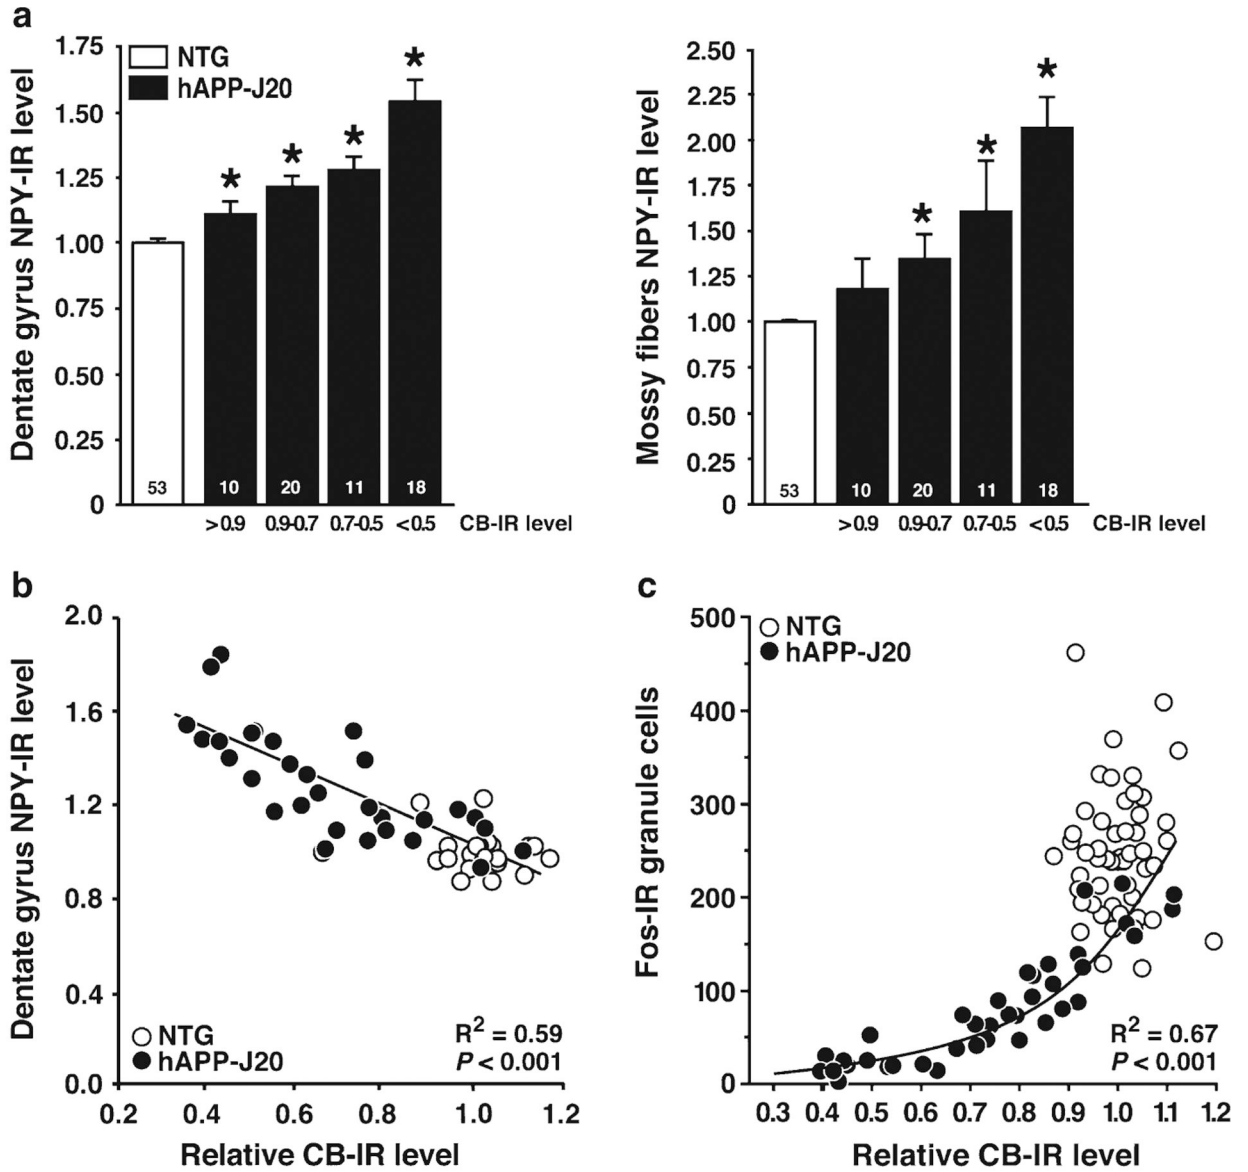 a
Dentate gyrus NPY-IR level
1.75
1.50
1.25
1.00
0.75
0.50
0.25
0
NTG
hAPP-J20
* * * *
53 10 20 11 18
>0.9 0.9-0.7 0.7-0.5 <0.5 CB-IR level
Mossy fibers NPY-IR level
2.50
2.25
2.00
1.75
1.50
1.25
1.00
0.75
0.50
0.25
0
* * *
53 10 20 11 18
>0.9 0.9-0.7 0.7-0.5 <0.5 CB-IR level
b
Dentate gyrus NPY-IR level
2.0
1.6
1.2
0.8
0.4
0.0
NTG
hAPP-J20
R² = 0.59
P < 0.001
0.2 0.4 0.6 0.8 1.0 1.2
Relative CB-IR level
c
Fos-IR granule cells
500
400
300
200
100
0
NTG
hAPP-J20
R² = 0.67
P < 0.001
0.3 0.4 0.5 0.6 0.7 0.8 0.9 1.0 1.1 1.2
Relative CB-IR level